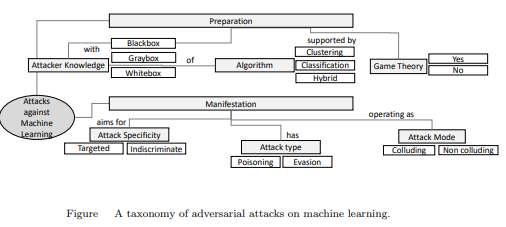 Preparation
with
Blackbox
Graybox
Whitebox
Attacker Knowledge
of
Algorithm
supported by
Clustering
Classification
Hybrid
Game Theory
Yes
No
Attacks
against
Machine
Learning
Manifestation
aims for
Attack Specificity
Targeted
Indiscriminate
has
Attack type
Poisoning
Evasion
operating as
Attack Mode
Colluding
Non colluding
Figure A taxonomy of adversarial attacks on machine learning.